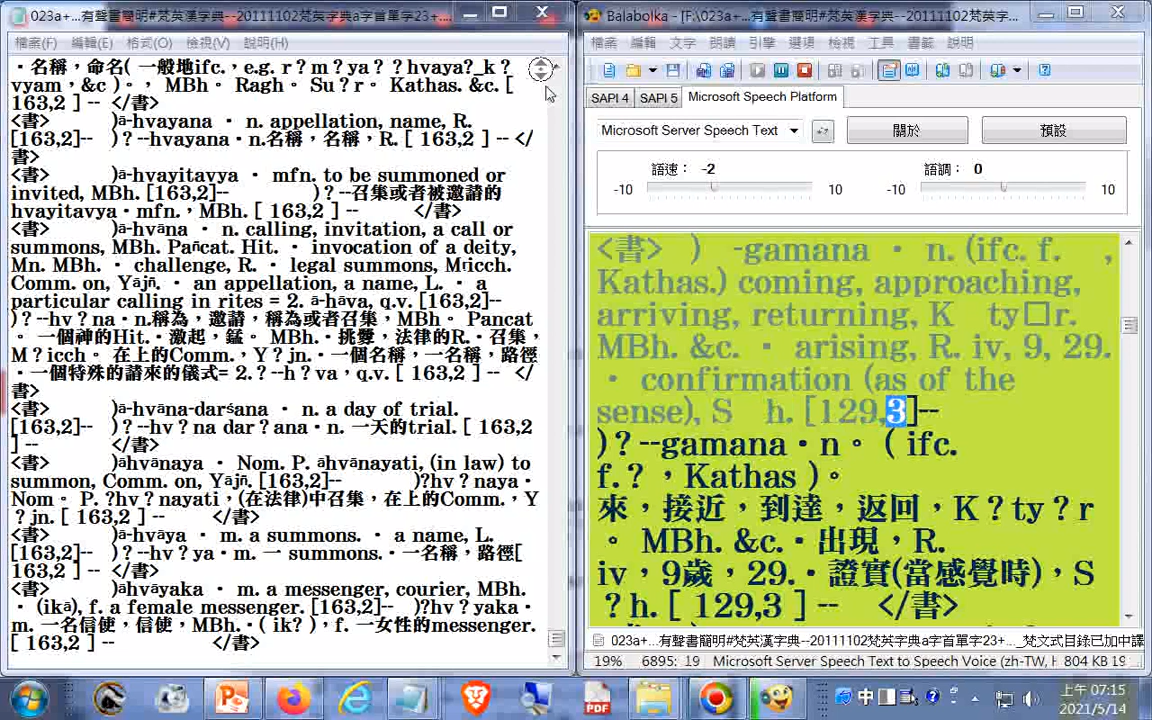 023a+...有聲書簡明#梵英漢字典--20111102梵英字典a字首單字23+...
檔案(F) 編輯(E) 格式(O) 檢視(V) 說明(H)
‧名稱，命名( 一般地ifc.，e.g. r？m？ya？？hvaya?_k？
vyam，&c )。， MBh。Ragh。Su？r。Kathas. &c. [
163,2 ] -- </書>
<書> )ā-hvayana ‧ n. appellation, name, R.
[163,2]-- )？--hvayana‧n.名稱，名稱，R. [ 163,2 ] -- </
書>
<書> )ā-hvayitavya ‧ mfn. to be summoned or
invited, MBh. [163,2]-- )？--召集或者被邀請的
hvayitavya‧mfn.，MBh. [ 163,2 ] -- </書>
<書> )ā-hvāna ‧ n. calling, invitation, a call or
summons, MBh. Pañcat. Hit. ‧ invocation of a deity,
Mn. MBh. ‧ challenge, R. ‧ legal summons, Mṛicch.
Comm. on, Yājñ. ‧ an appellation, a name, L. ‧ a
particular calling in rites = 2. ā-hāva, q.v. [163,2]--
)？--hv？na‧n.稱為，邀請，稱為或者召集，MBh。Pancat
。一個神的Hit.‧激起，錳。 MBh.‧挑釁，法律的R.‧召集，
M？icch。 在上的Comm.，Y？jn.‧一個名稱，一名稱，路徑
‧一個特殊的請來的儀式= 2.？--h？va，q.v. [ 163,2 ] -- </
書>
<書> )ā-hvāna-darśana ‧ n. a day of trial.
[163,2]-- )？--hv？na dar？ana‧n.一天的trial. [ 163,2
] -- </書>
<書> )āhvānaya ‧ Nom. P. āhvānayati, (in law) to
summon, Comm. on, Yājñ. [163,2]-- )?hv？naya‧
Nom。P. ?hv？nayati，(在法律)中召集，在上的Comm.，Y
？jn. [ 163,2 ] -- </書>
<書> )ā-hvāya ‧ m. a summons. ‧ a name, L.
[163,2]-- )？--hv？ya‧m. 一 summons.‧一名稱，路徑[
163,2 ] -- </書>
<書> )āhvāyaka ‧ m. a messenger, courier, MBh.
‧ (ikā), f. a female messenger. [163,2]-- )?hv？yaka‧
m. 一名信使，信使，MBh.‧( ik？)，f. 一女性的messenger.
[ 163,2 ] -- </書>
Balabolka - [F:\023a+...有聲書簡明#梵英漢字典--20111102梵英字...
檔案 編輯 文字 朗讀 引擎 選項 檢視 工具 書籤 說明
SAPI 4 SAPI 5 Microsoft Speech Platform
Microsoft Server Speech Text 關於 預設
語速： -2 語調： 0
-10 10 -10 10
<書> ) -gamana ‧ n. (ifc. f. ,
Kathas.) coming, approaching,
arriving, returning, K ty□r.
MBh. &c. ‧ arising, R. iv, 9, 29.
‧ confirmation (as of the
sense), S h. [129,3]--
)？--gamana‧n。( ifc.
f.？，Kathas )。
來，接近，到達，返回，K？ty？r
。MBh. &c.‧出現，R.
iv，9歲，29.‧證實(當感覺時)，S
？h. [ 129,3 ] -- </書>
023a+...有聲書簡明#梵英漢字典--20111102梵英字典a字首單字23+..._梵文式目錄已加中譯
19% 6895: 19 Microsoft Server Speech Text to Speech Voice (zh-TW, H 804 KB 19
中
上午 07:15
2021/5/14